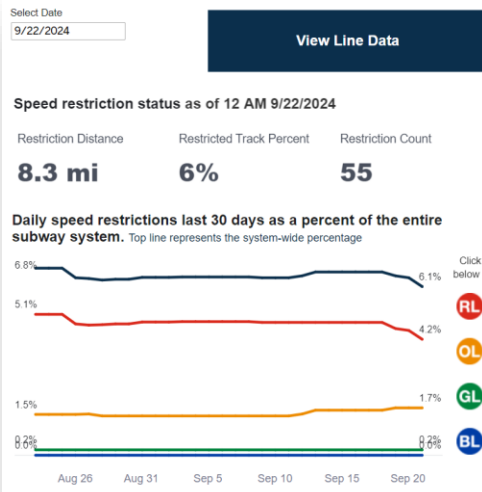 Select Date
9/22/2024
View Line Data
Speed restriction status as of 12 AM 9/22/2024
Restriction Distance Restricted Track Percent Restriction Count
8.3 mi 6% 55
Daily speed restrictions last 30 days as a percent of the entire
subway system. Top line represents the system-wide percentage
Click
below
6.8%
6.1%
RL
5.1%
4.2%
OL
1.7%
GL
1.5%
0.2% 0.2%
0.0% 0.0%
BL
Aug 26 Aug 31 Sep 5 Sep 10 Sep 15 Sep 20